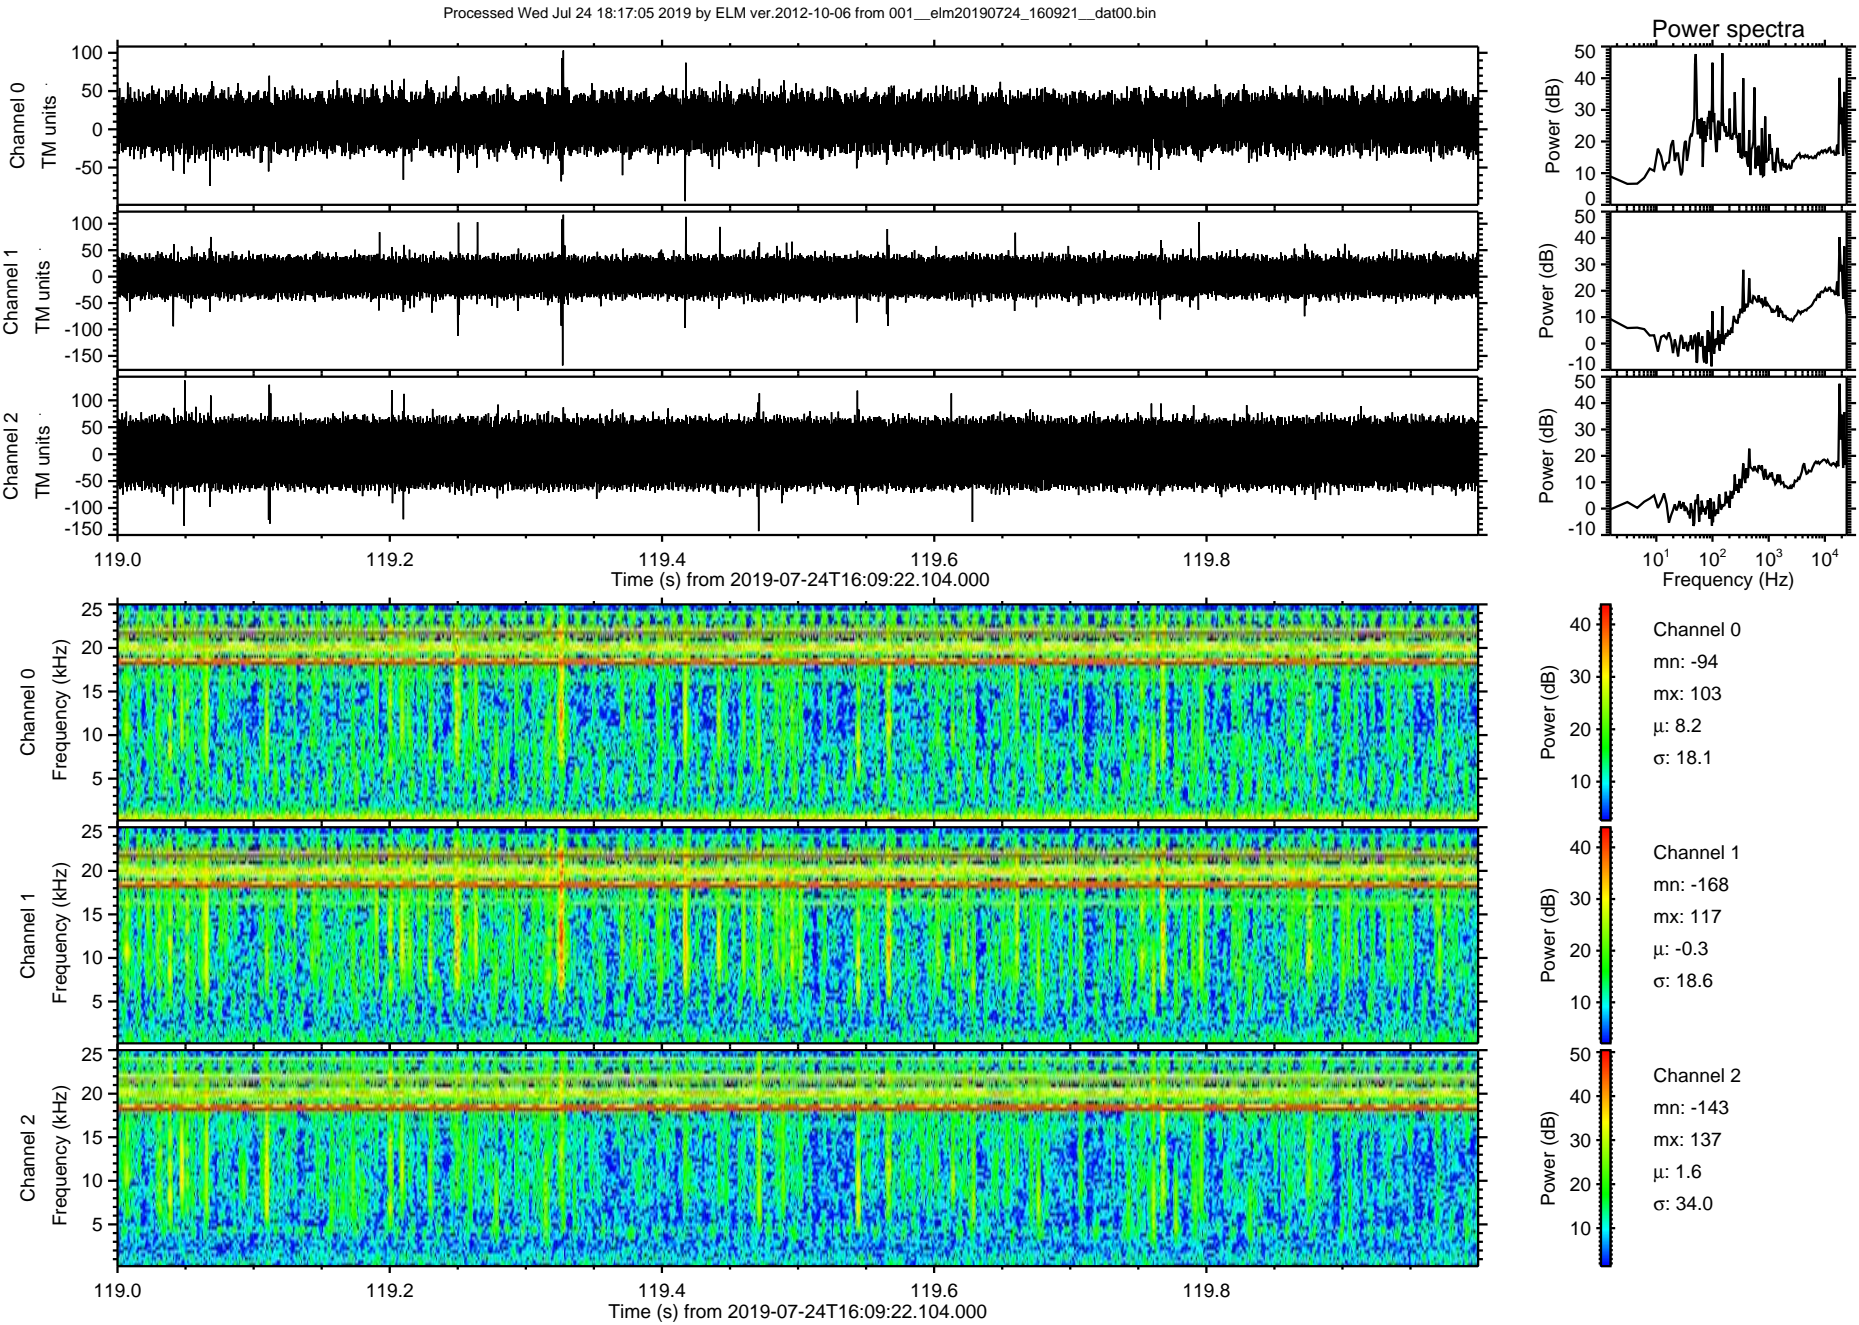 Processed Wed Jul 24 18:17:05 2019 by ELM ver.2012-10-06 from 001__elm20190724_160921__dat00.bin
Power spectra
Channel 0
TM units
100
50
0
-50
Power (dB)
50
40
30
20
10
0
Channel 1
TM units
100
50
0
-50
-100
-150
Power (dB)
50
40
30
20
10
0
-10
Channel 2
TM units
100
50
0
-50
-100
-150
Power (dB)
50
40
30
20
10
0
-10
119.0 119.2 119.4 119.6 119.8
Time (s) from 2019-07-24T16:09:22.104.000
10^1 10^2 10^3 10^4
Frequency (Hz)
Channel 0
Frequency (kHz)
25
20
15
10
5
Power (dB)
40
30
20
10
Channel 0
mn: -94
mx: 103
μ: 8.2
σ: 18.1
Channel 1
Frequency (kHz)
25
20
15
10
5
Power (dB)
40
30
20
10
Channel 1
mn: -168
mx: 117
μ: -0.3
σ: 18.6
Channel 2
Frequency (kHz)
25
20
15
10
5
Power (dB)
50
40
30
20
10
Channel 2
mn: -143
mx: 137
μ: 1.6
σ: 34.0
119.0 119.2 119.4 119.6 119.8
Time (s) from 2019-07-24T16:09:22.104.000